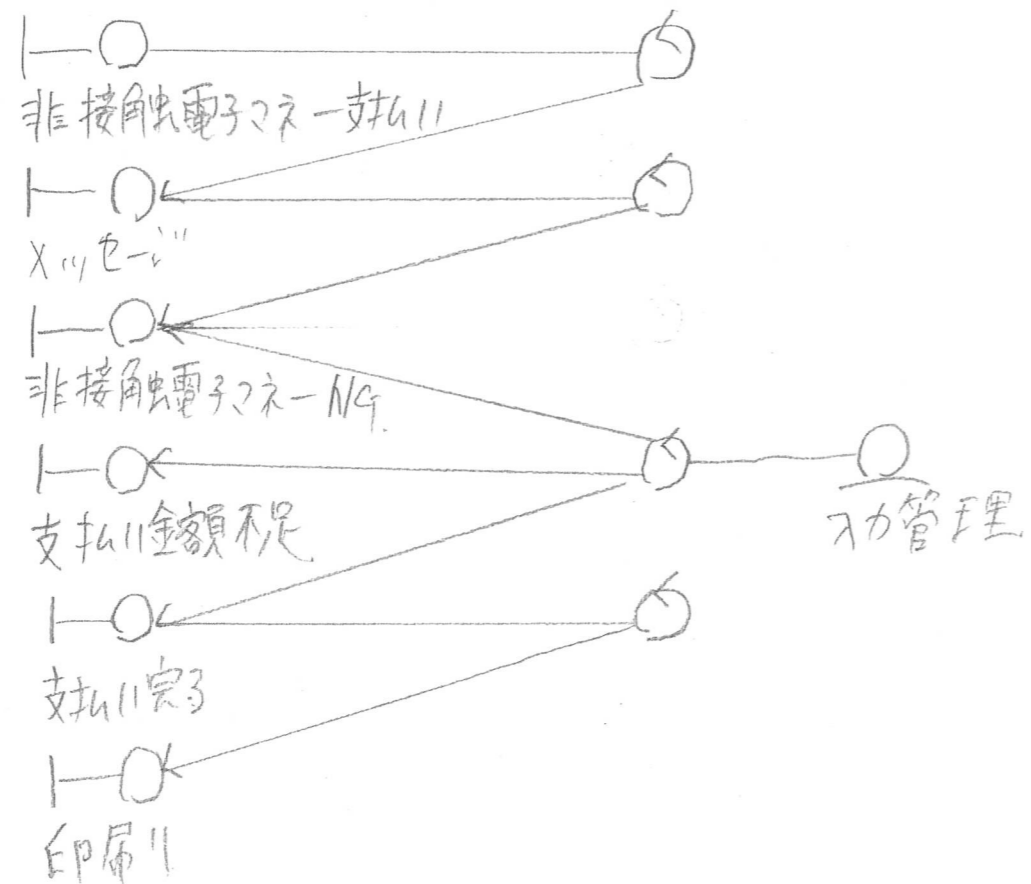 非接触電子マネー支払い
メッセージ
非接触電子マネーNG.
支払い金額不足
入力管理
支払い完了
印刷